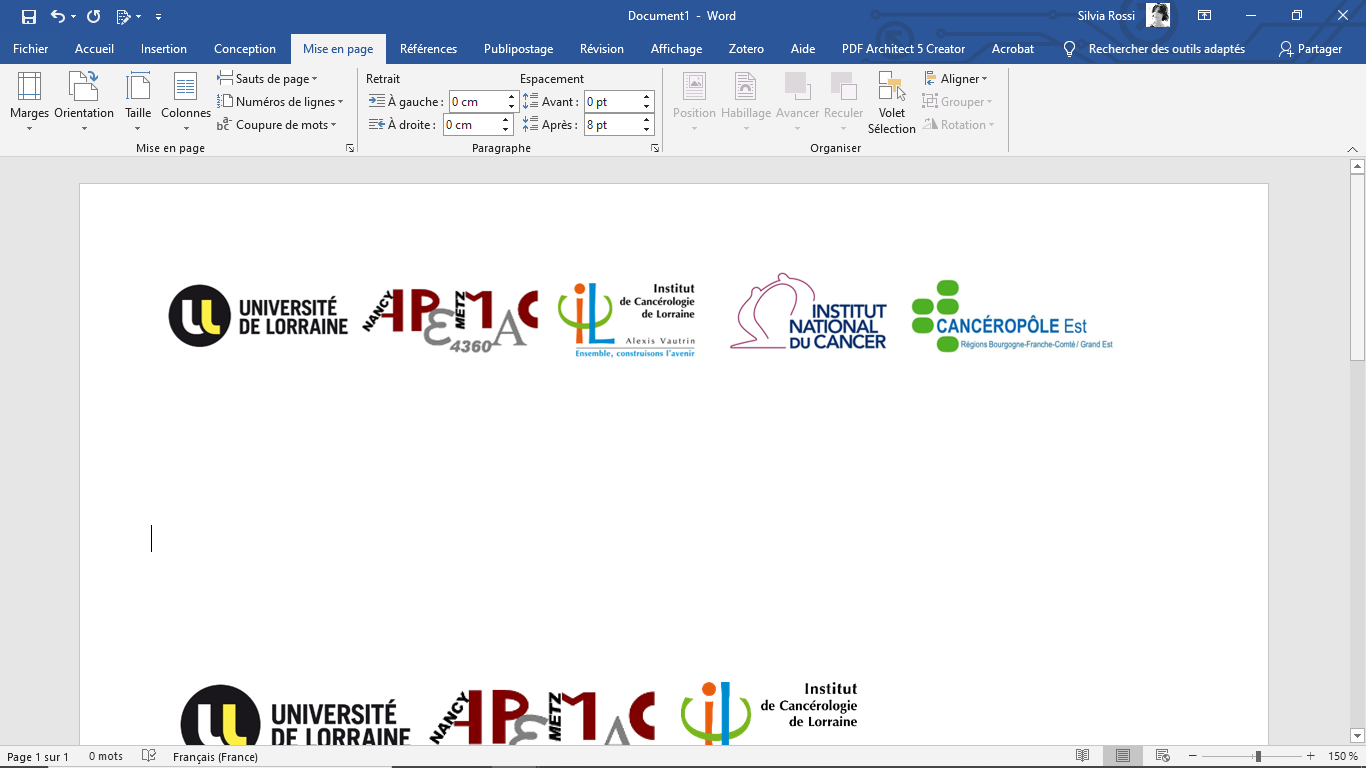 Document1 - Word
Silvia Rossi
Fichier Accueil Insertion Conception Mise en page Références Publipostage Révision Affichage Zotero Aide PDF Architect 5 Creator Acrobat Rechercher des outils adaptés Partager
Marges
Orientation
Taille
Colonnes
Sauts de page
Numéros de lignes
Coupure de mots
Mise en page
Retrait
À gauche : 0 cm
À droite : 0 cm
Espacement
Avant : 0 pt
Après : 8 pt
Paragraphe
Position
Habillage
Avancer
Reculer
Volet
Sélection
Aligner
Grouper
Rotation
Organiser
UNIVERSITÉ
DE LORRAINE
NANCY
APEMAC
METZ
4360
Institut
de Cancérologie
de Lorraine
Alexis Vautrin
Ensemble, construisons l'avenir
INSTITUT
NATIONAL
DU CANCER
CANCÉROPÔLE Est
Régions Bourgogne-Franche-Comté / Grand Est
UNIVERSITÉ
DE LORRAINE
NANCY
APEMAC
METZ
Institut
de Cancérologie
de Lorraine
Page 1 sur 1 0 mots Français (France) 150 %